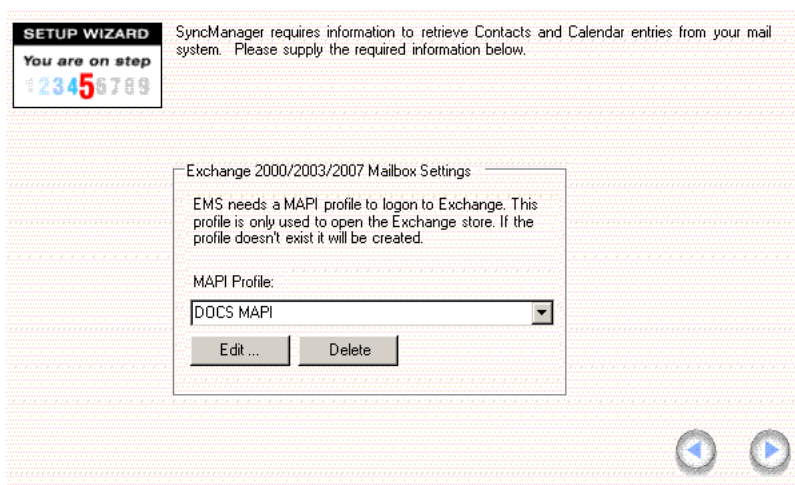 SETUP WIZARD
You are on step
123456789
SyncManager requires information to retrieve Contacts and Calendar entries from your mail
system. Please supply the required information below.
Exchange 2000/2003/2007 Mailbox Settings
EMS needs a MAPI profile to logon to Exchange. This
profile is only used to open the Exchange store. If the
profile doesn't exist it will be created.
MAPI Profile:
DOCS MAPI
Edit ...
Delete